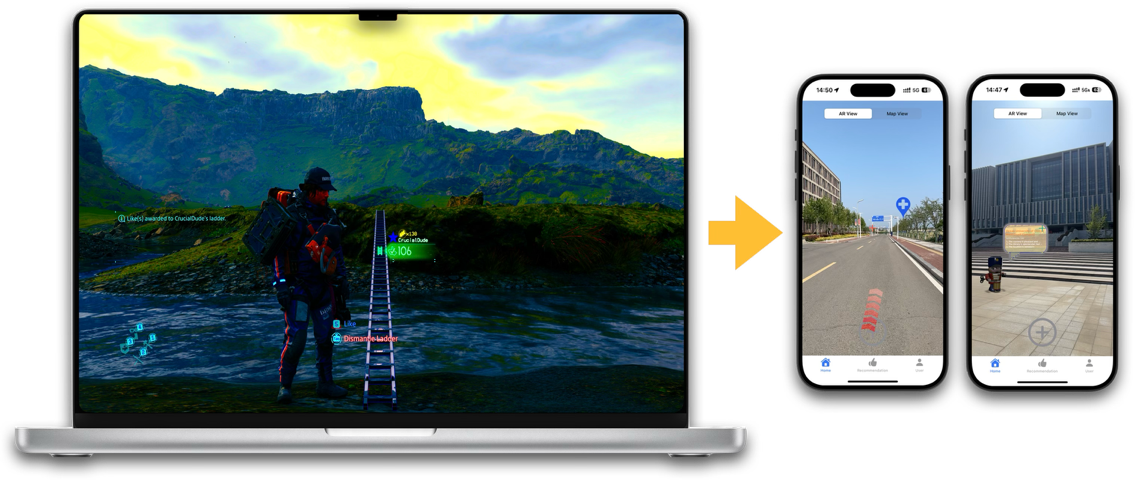 Like(s) awarded to CrucialDude's ladder.
x130
CrucialDude
106
Like
Dismantle Ladder
14:50
5G
AR View
Map View
Home
Recommendation
User
14:47
5G
AR View
Map View
Home
Recommendation
User